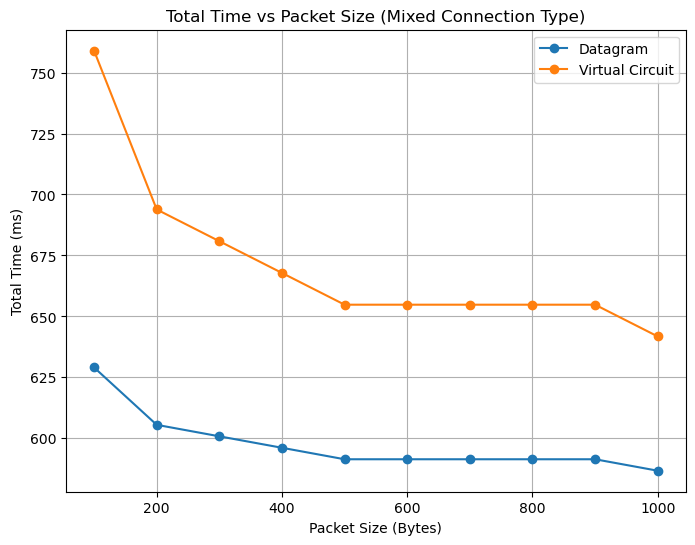 Total Time vs Packet Size (Mixed Connection Type)
Datagram
Virtual Circuit
Total Time (ms)
750
725
700
675
650
625
600
200
400
600
800
1000
Packet Size (Bytes)